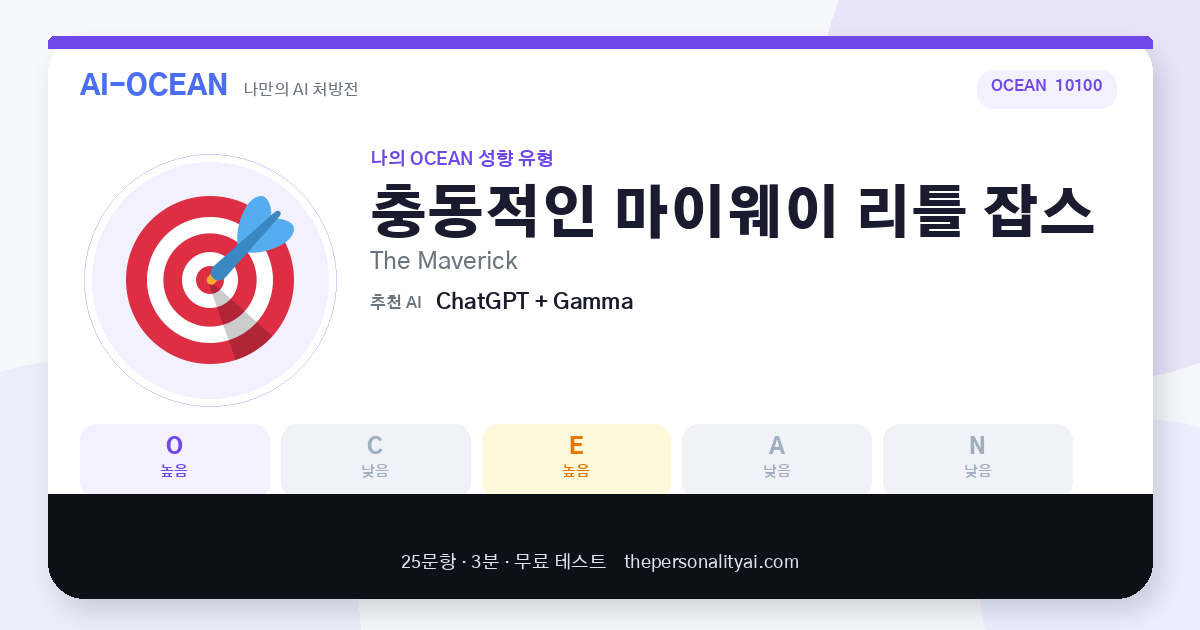 AI-OCEAN 나만의 AI 처방전
OCEAN 10100
나의 OCEAN 성향 유형
충동적인 마이웨이 리틀 잡스
The Maverick
추천 AI ChatGPT + Gamma
O C E A N
높음 낮음 높음 낮음 낮음
25문항 · 3분 · 무료 테스트 thepersonalityai.com